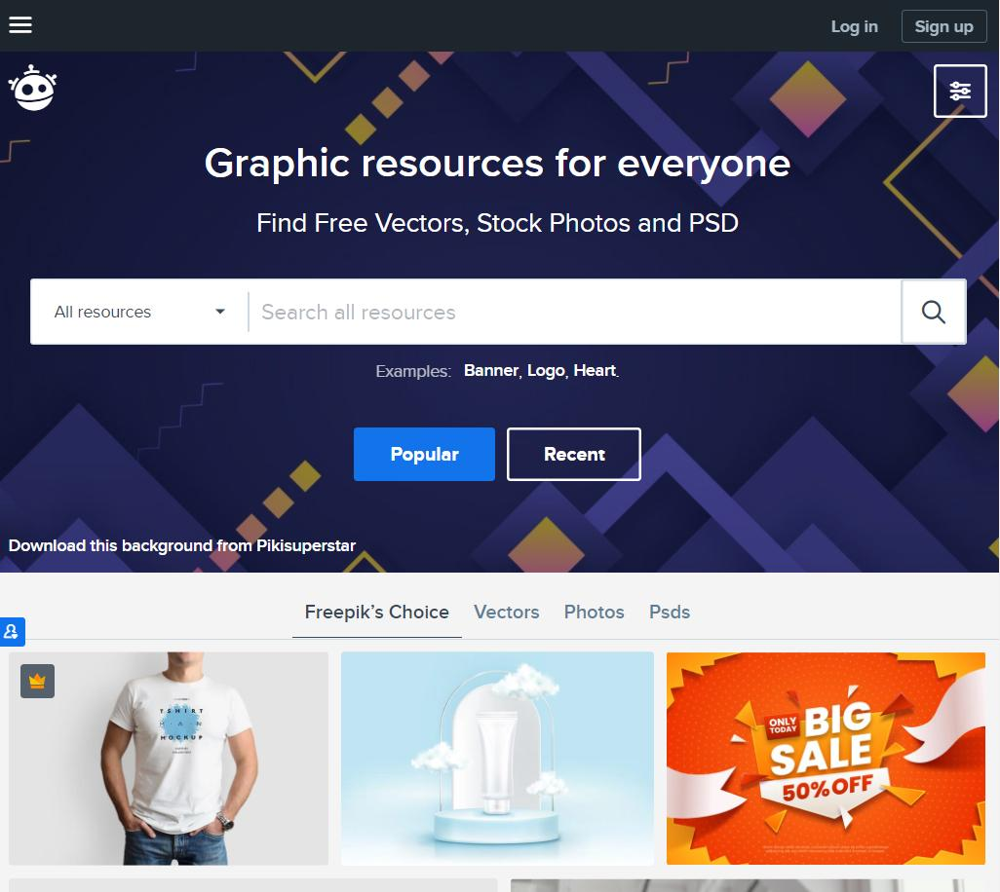 Log in
Sign up
Graphic resources for everyone
Find Free Vectors, Stock Photos and PSD
All resources
Search all resources
Examples: Banner, Logo, Heart.
Popular
Recent
Download this background from Pikisuperstar
Freepik's Choice
Vectors
Photos
Psds
TSHIRT
MAN
MOCKUP
ONLY
TODAY
BIG
SALE
50% OFF